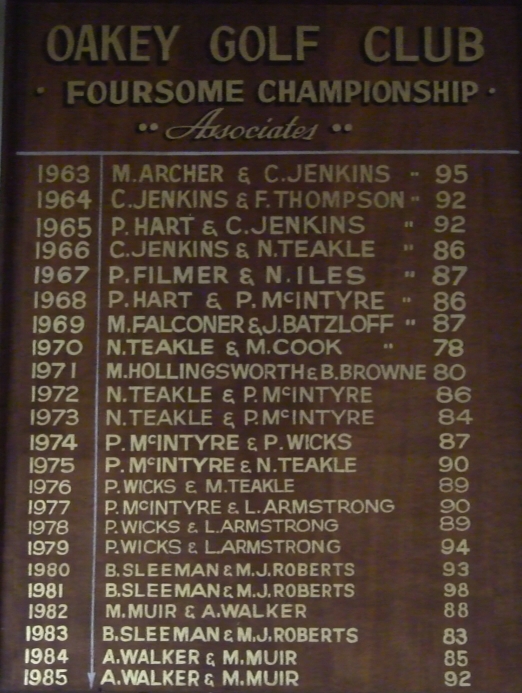 OAKEY GOLF CLUB
· FOURSOME CHAMPIONSHIP ·
•• Associates ••
1963 M.ARCHER & C.JENKINS " 95
1964 C.JENKINS & F.THOMPSON " 92
1965 P.HART & C.JENKINS " 92
1966 C.JENKINS & N.TEAKLE " 86
1967 P.FILMER & N.ILES " 87
1968 P.HART & P.McINTYRE " 86
1969 M.FALCONER & J.BATZLOFF " 87
1970 N.TEAKLE & M.COOK " 78
1971 M.HOLLINGSWORTH & B.BROWNE 80
1972 N.TEAKLE & P.McINTYRE 86
1973 N.TEAKLE & P.McINTYRE 84
1974 P.McINTYRE & P.WICKS 87
1975 P.McINTYRE & N.TEAKLE 90
1976 P.WICKS & M.TEAKLE 89
1977 P.McINTYRE & L.ARMSTRONG 90
1978 P.WICKS & L.ARMSTRONG 89
1979 P.WICKS & L.ARMSTRONG 94
1980 B.SLEEMAN & M.J.ROBERTS 93
1981 B.SLEEMAN & M.J.ROBERTS 98
1982 M.MUIR & A.WALKER 88
1983 B.SLEEMAN & M.J.ROBERTS 83
1984 A.WALKER & M.MUIR 85
1985 A.WALKER & M.MUIR 92